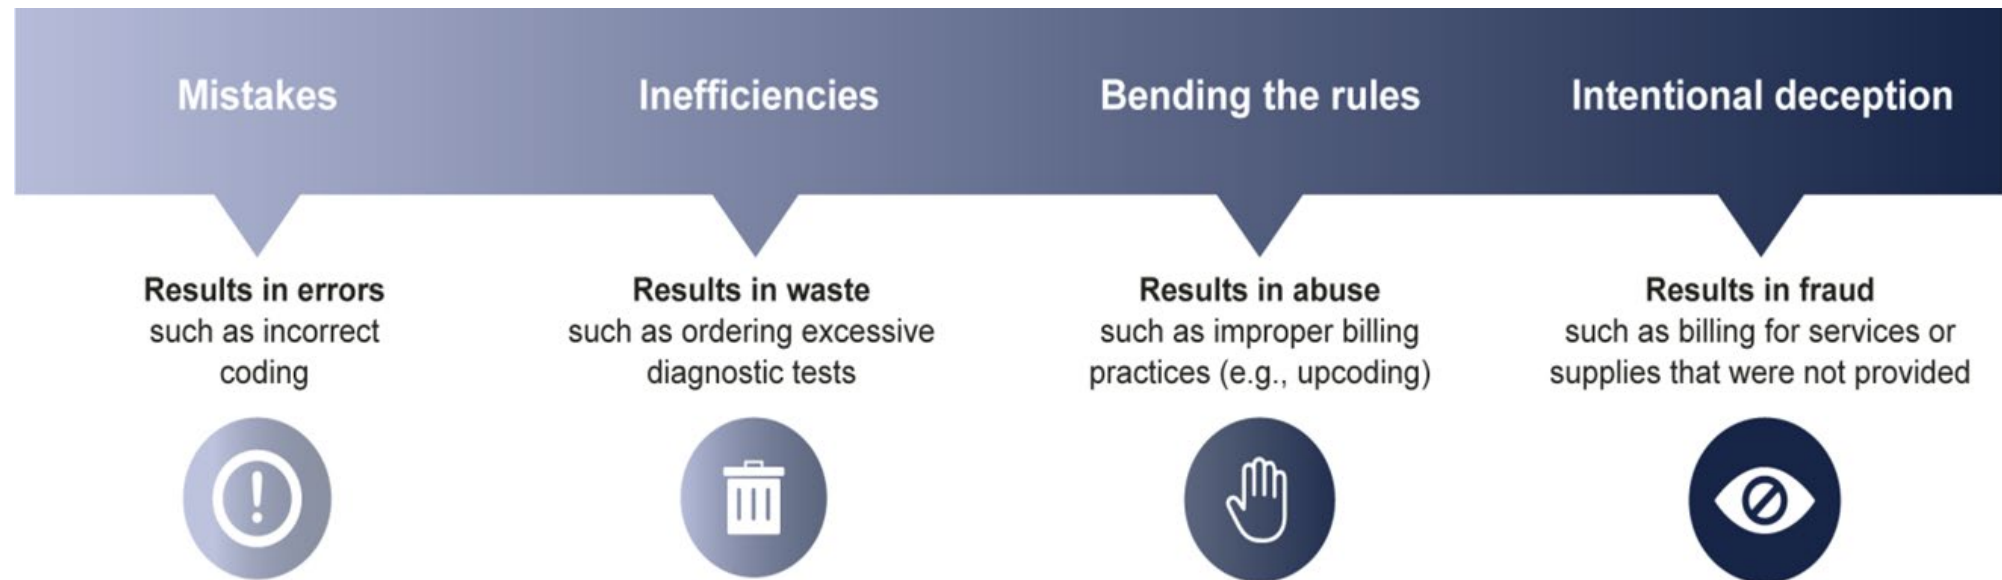 Mistakes
Inefficiencies
Bending the rules
Intentional deception
Results in errors
such as incorrect
coding
Results in waste
such as ordering excessive
diagnostic tests
Results in abuse
such as improper billing
practices (e.g., upcoding)
Results in fraud
such as billing for services or
supplies that were not provided